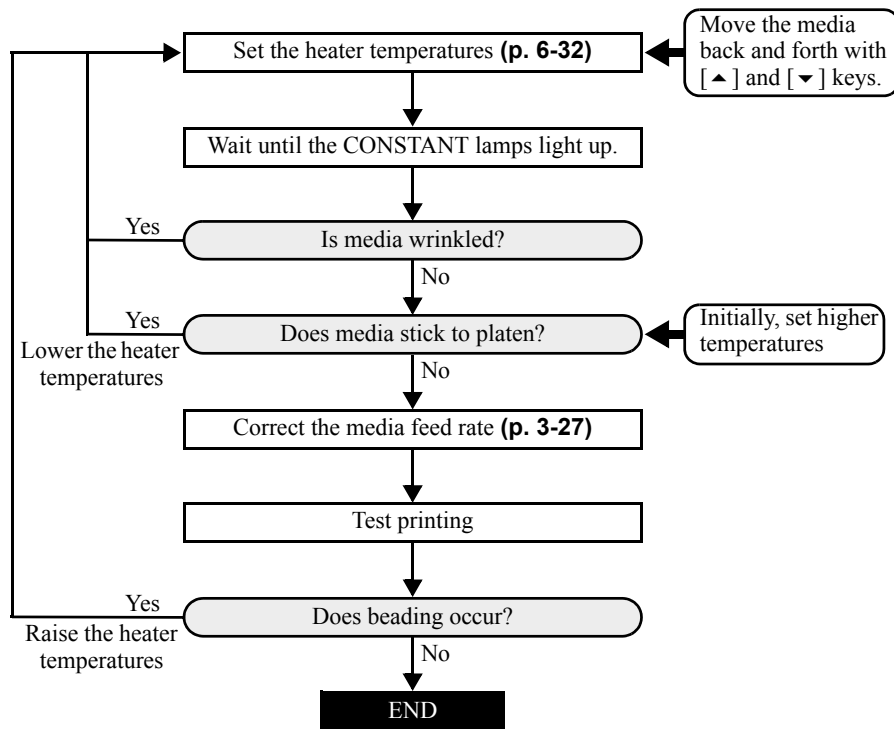 Set the heater temperatures (p. 6-32)
Move the media
back and forth with
[▲] and [▼] keys.
Wait until the CONSTANT lamps light up.
Yes
Is media wrinkled?
No
Yes
Does media stick to platen?
Initially, set higher
temperatures
Lower the heater
temperatures
No
Correct the media feed rate (p. 3-27)
Test printing
Yes
Does beading occur?
Raise the heater
temperatures
No
END